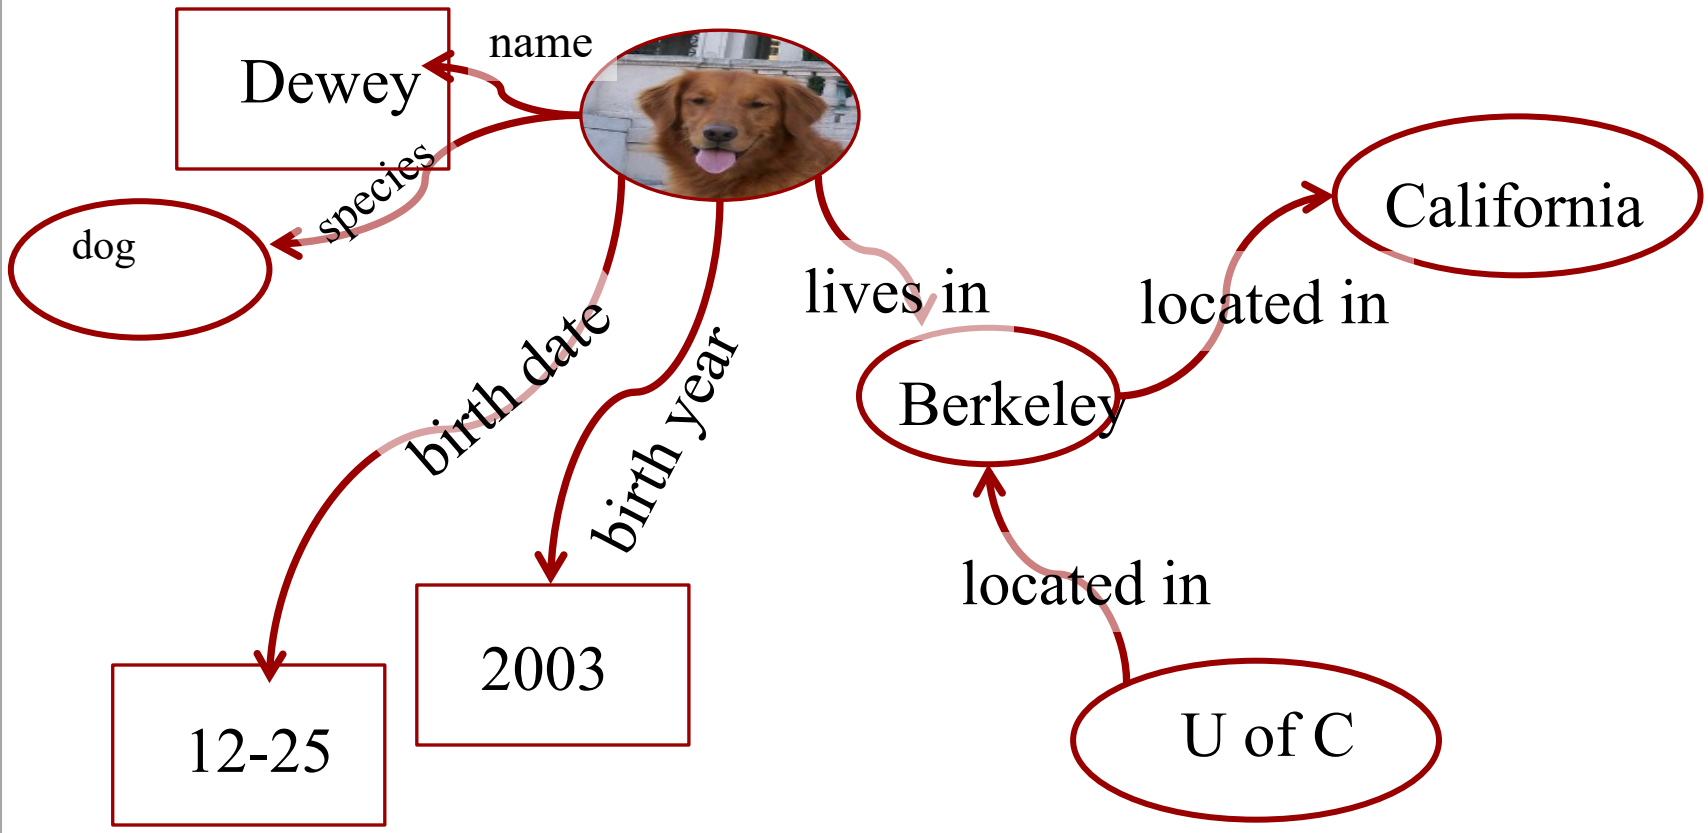 name
Dewey
species
dog
California
lives in
located in
birth date
birth year
Berkeley
located in
2003
12-25
U of C